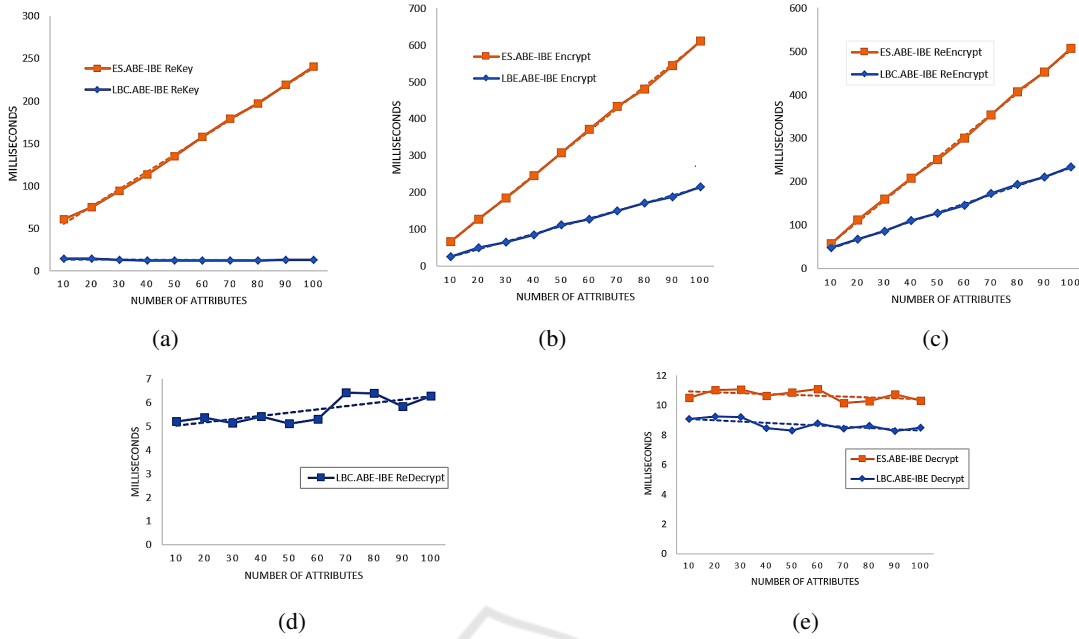 300
250
200
150
100
50
0
MILLISECONDS
ES.ABE-IBE ReKey
LBC.ABE-IBE ReKey
10 20 30 40 50 60 70 80 90 100
NUMBER OF ATTRIBUTES
(a)
700
600
500
400
300
200
100
0
MILLISECONDS
ES.ABE-IBE Encrypt
LBE.ABE-IBE Encrypt
10 20 30 40 50 60 70 80 90 100
NUMBER OF ATTRIBUTES
(b)
600
500
400
300
200
100
0
MILLISECONDS
ES.ABE-IBE ReEncrypt
LBC.ABE-IBE ReEncrypt
10 20 30 40 50 60 70 80 90 100
NUMBER OF ATTRIBUTES
(c)
7
6
5
4
3
2
1
0
MILLISECONDS
LBC.ABE-IBE ReDecrypt
10 20 30 40 50 60 70 80 90 100
NUMBER OF ATTRIBUTES
(d)
12
10
8
6
4
2
0
MILLISECONDS
ES.ABE-IBE Decrypt
LBC.ABE-IBE Decrypt
10 20 30 40 50 60 70 80 90 100
NUMBER OF ATTRIBUTES
(e)